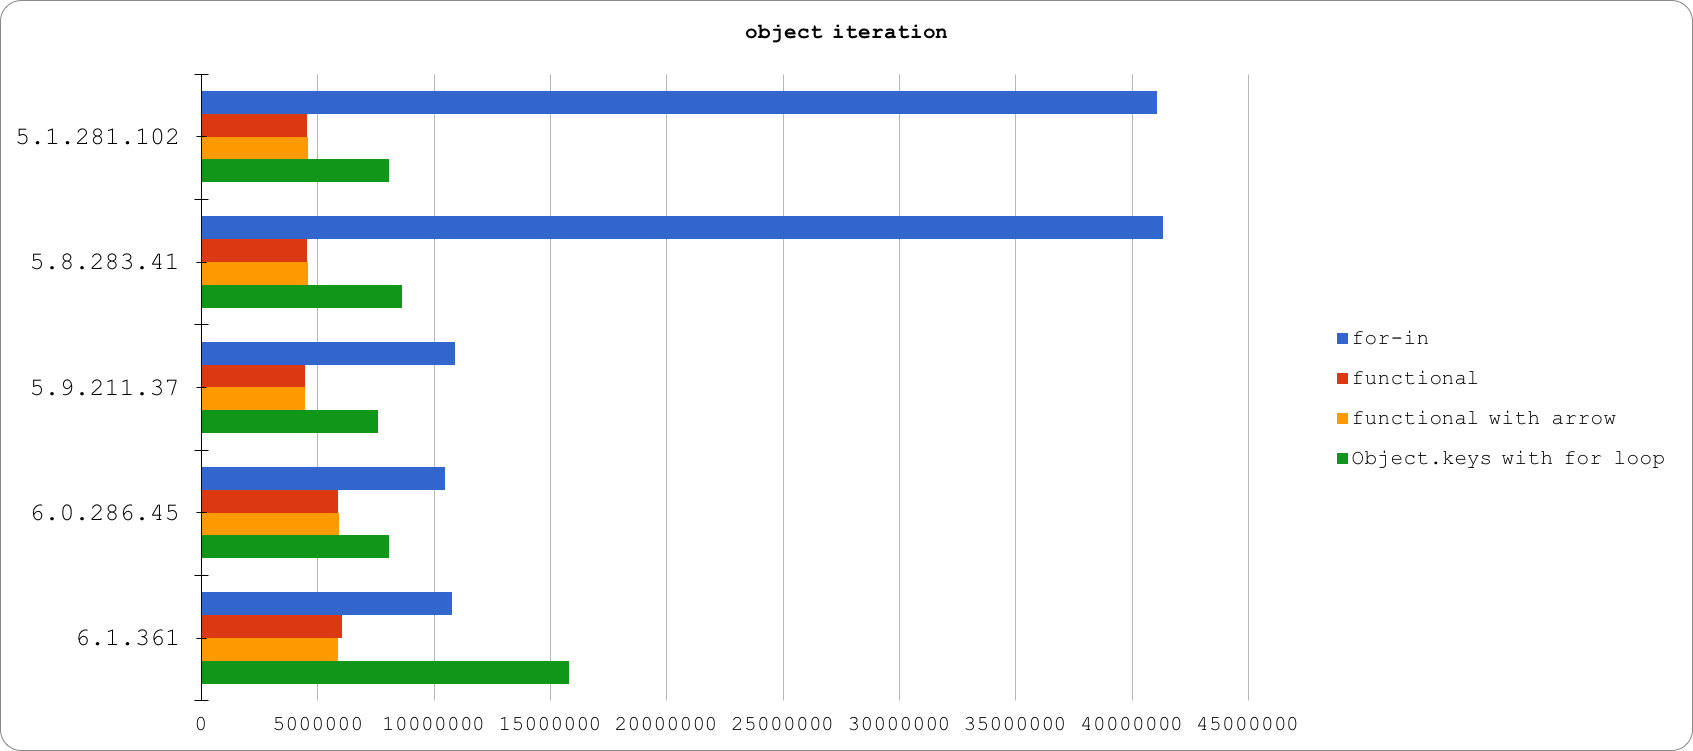 object iteration
5.1.281.102
5.8.283.41
5.9.211.37
6.0.286.45
6.1.361
0 5000000 10000000 15000000 20000000 25000000 30000000 35000000 40000000 45000000
for-in
functional
functional with arrow
Object.keys with for loop